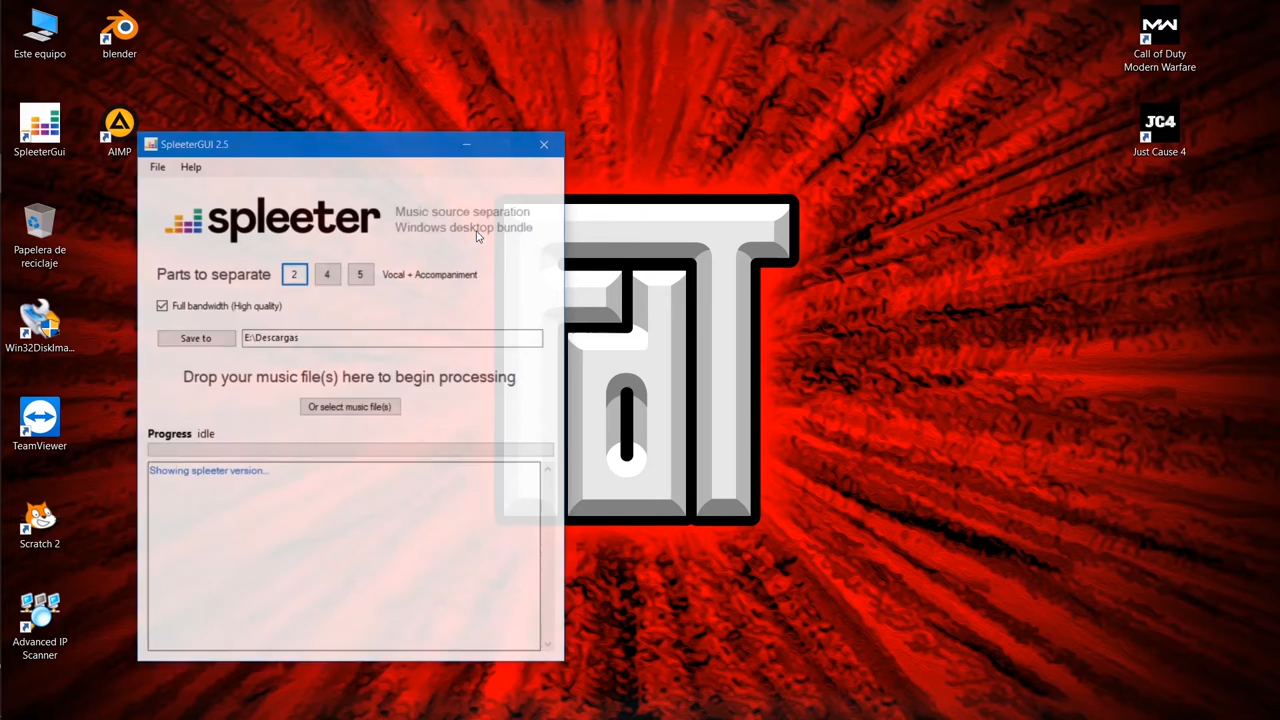 Este equipo
blender
SpleeterGui
AIMP
Papelera de
reciclaje
Win32DiskIma...
TeamViewer
Scratch 2
Advanced IP
Scanner
SpleeterGUI 2.5
File Help
spleeter
Music source separation
Windows desktop bundle
Parts to separate 2 4 5 Vocal + Accompaniment
Full bandwidth (High quality)
Save to E:\Descargas
Drop your music file(s) here to begin processing
Or select music file(s)
Progress idle
Showing spleeter version...
MW
Call of Duty
Modern Warfare
JC4
Just Cause 4